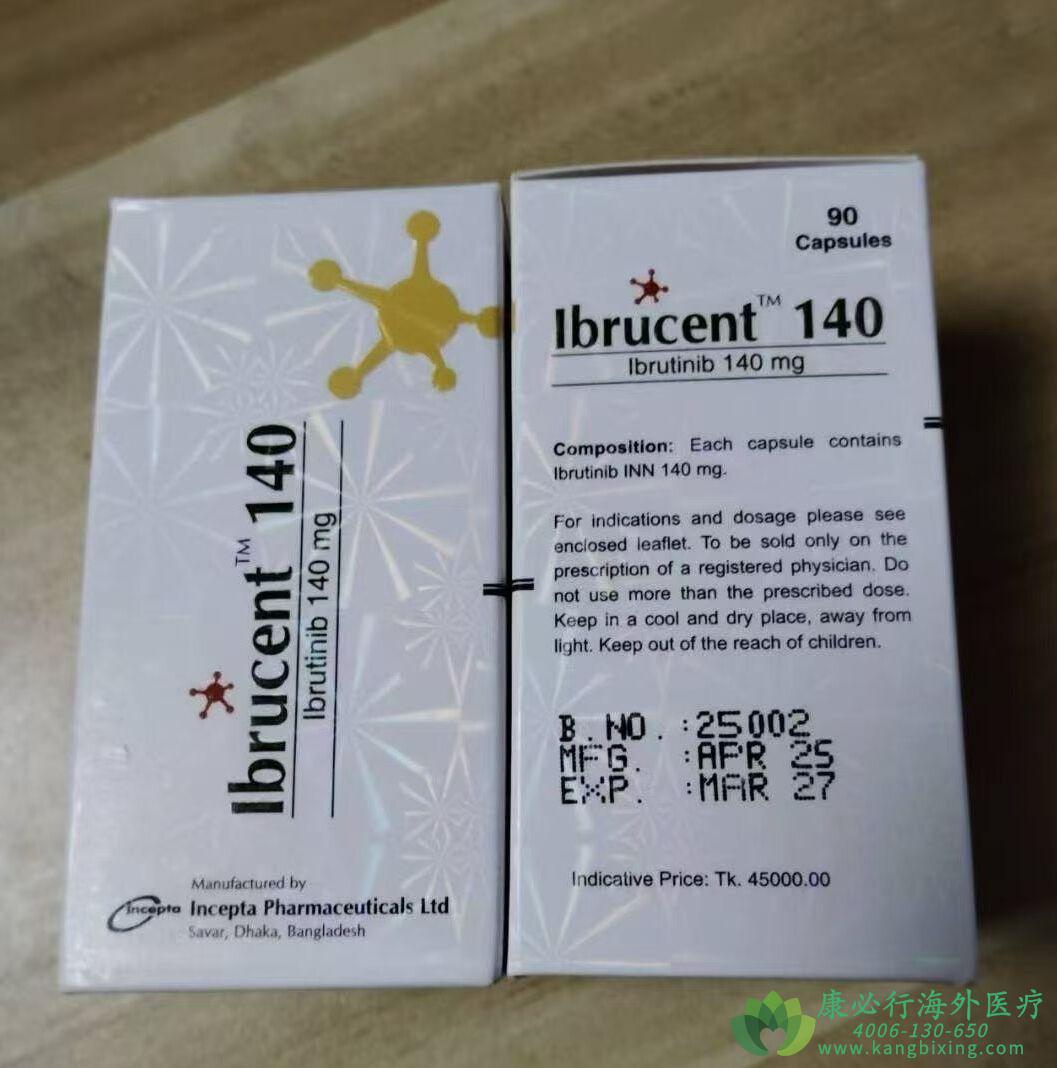 Ibrucent™ 140
Ibrutinib 140 mg
Manufactured by
Incepta Incepta Pharmaceuticals Ltd
Savar, Dhaka, Bangladesh
90
Capsules
Ibrucent™ 140
Ibrutinib 140 mg
Composition: Each capsule contains
Ibrutinib INN 140 mg.
For indications and dosage please see
enclosed leaflet. To be sold only on the
prescription of a registered physician. Do
not use more than the prescribed dose.
Keep in a cool and dry place, away from
light. Keep out of the reach of children.
B.NO. :25002
MFG. :APR 25
EXP. :MAR 27
Indicative Price: Tk. 45000.00
康必行海外医疗
4006-130-650
www.kangbixing.com